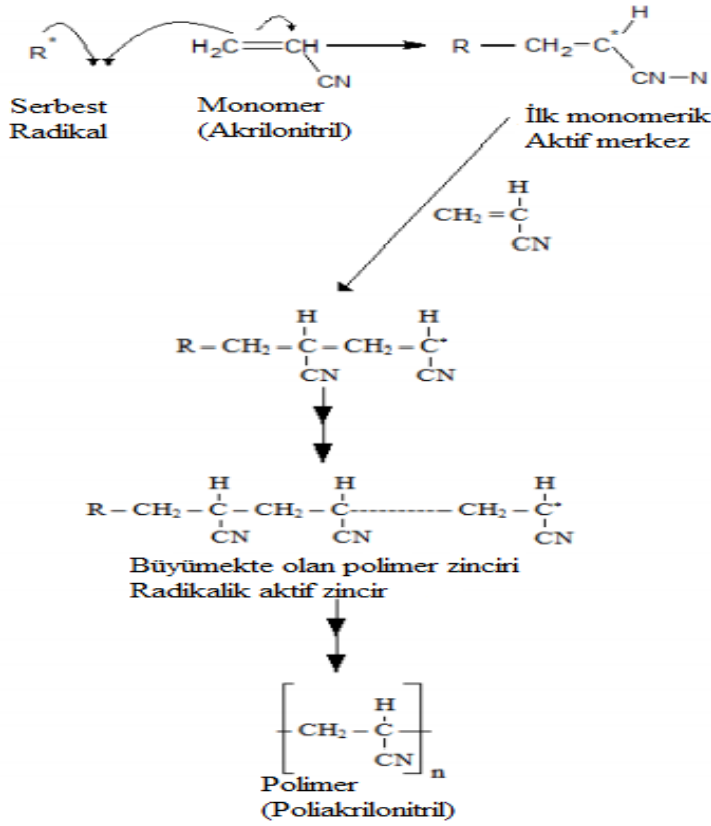 R* H₂C=CH R — CH₂ — C* H
CN CN—N
Serbest Monomer İlk monomerik
Radikal (Akrilonitril) Aktif merkez
H
CH₂ = C
CN
H H
R – CH₂ – C – CH₂ – C*
CN CN
H H H
R – CH₂ – C – CH₂ – C ---------- CH₂ – C*
CN CN CN
Büyümekte olan polimer zinciri
Radikalik aktif zincir
H
CH₂ – C
CN n
Polimer
(Poliakrilonitril)